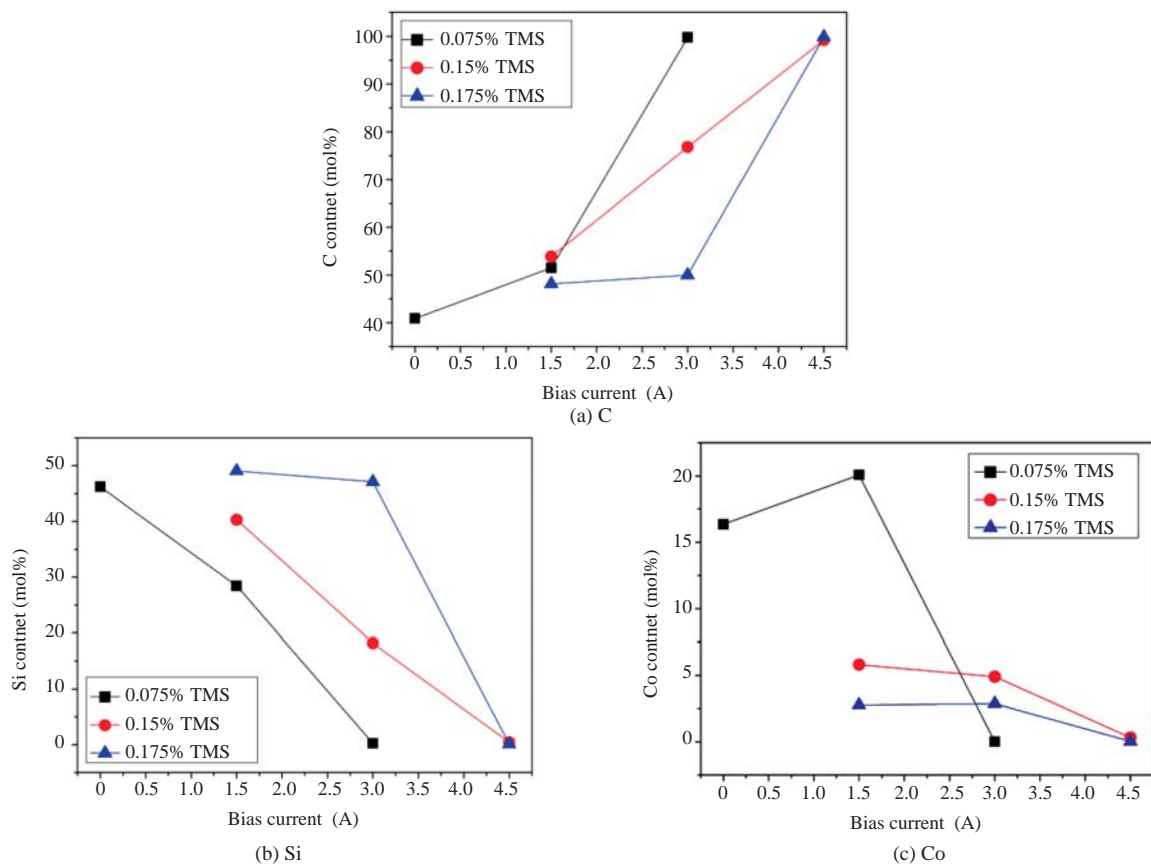 0.075% TMS
0.15% TMS
0.175% TMS
C contnet (mol%)
100
90
80
70
60
50
40
0 0.5 1.0 1.5 2.0 2.5 3.0 3.5 4.0 4.5
Bias current (A)
(a) C
Si contnet (mol%)
50
40
30
20
10
0
0.075% TMS
0.15% TMS
0.175% TMS
0 0.5 1.0 1.5 2.0 2.5 3.0 3.5 4.0 4.5
Bias current (A)
(b) Si
Co contnet (mol%)
20
15
10
5
0
0.075% TMS
0.15% TMS
0.175% TMS
0 0.5 1.0 1.5 2.0 2.5 3.0 3.5 4.0 4.5
Bias current (A)
(c) Co